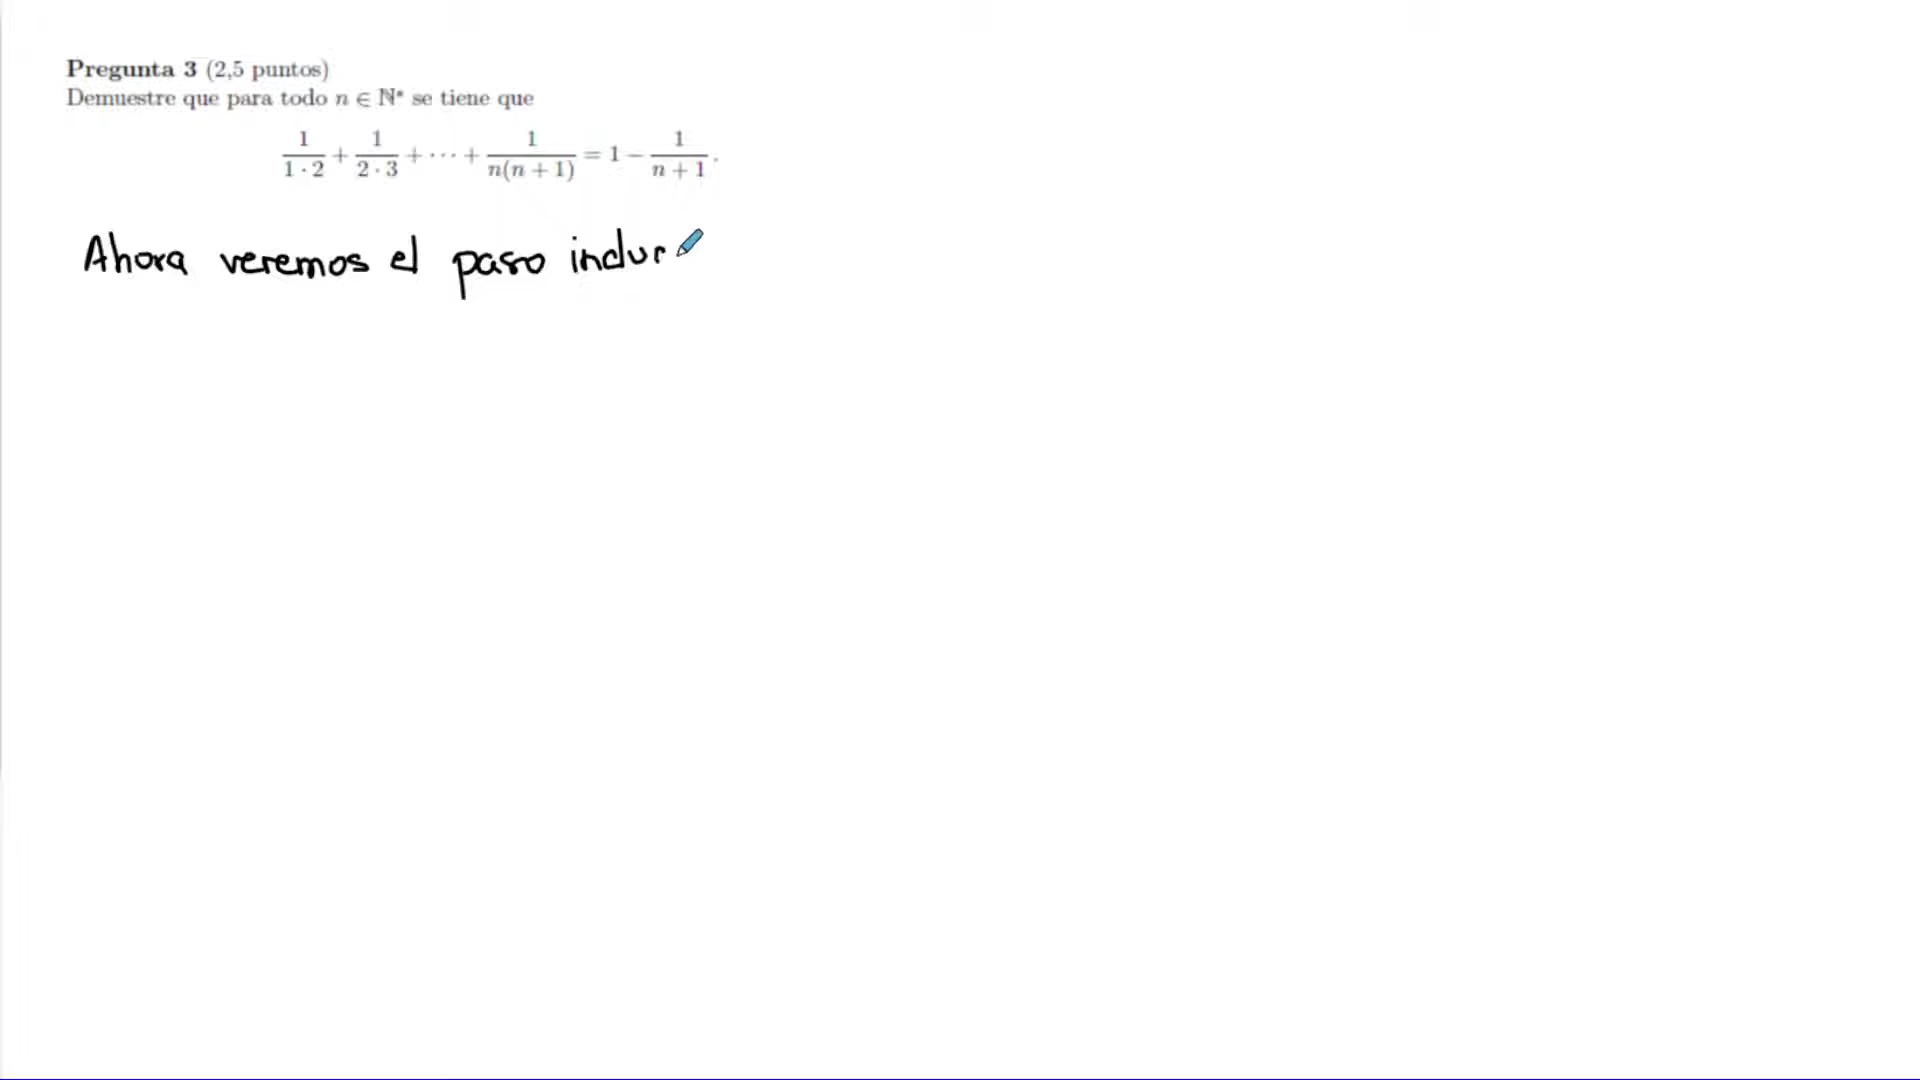 Pregunta 3 (2,5 puntos)
Demuestre que para todo n ∈ ℕ* se tiene que
1/(1·2) + 1/(2·3) + ··· + 1/(n(n+1)) = 1 − 1/(n+1).
Ahora veremos el paso induc